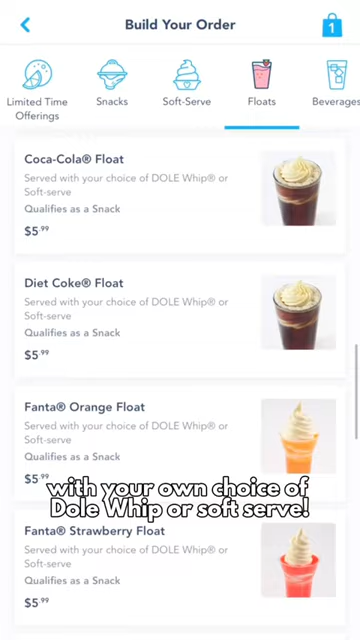 Build Your Order
1
Limited Time
Offerings
Snacks
Soft-Serve
Floats
Beverages
Coca-Cola® Float
Served with your choice of DOLE Whip® or
Soft-serve
Qualifies as a Snack
$5.99
Diet Coke® Float
Served with your choice of DOLE Whip® or
Soft-serve
Qualifies as a Snack
$5.99
Fanta® Orange Float
Served with your choice of DOLE Whip® or
Soft-serve
Qualifies as a Snack
$5.99
with your own choice of
Dole Whip or soft serve!
Fanta® Strawberry Float
Served with your choice of DOLE Whip® or
Soft-serve
Qualifies as a Snack
$5.99